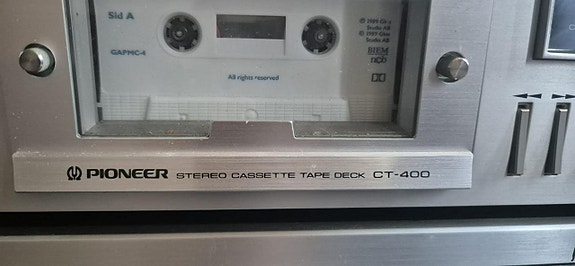 Sid A
GAPMC-4
BIEM
ncb
All rights reserved
PIONEER STEREO CASSETTE TAPE DECK CT-400